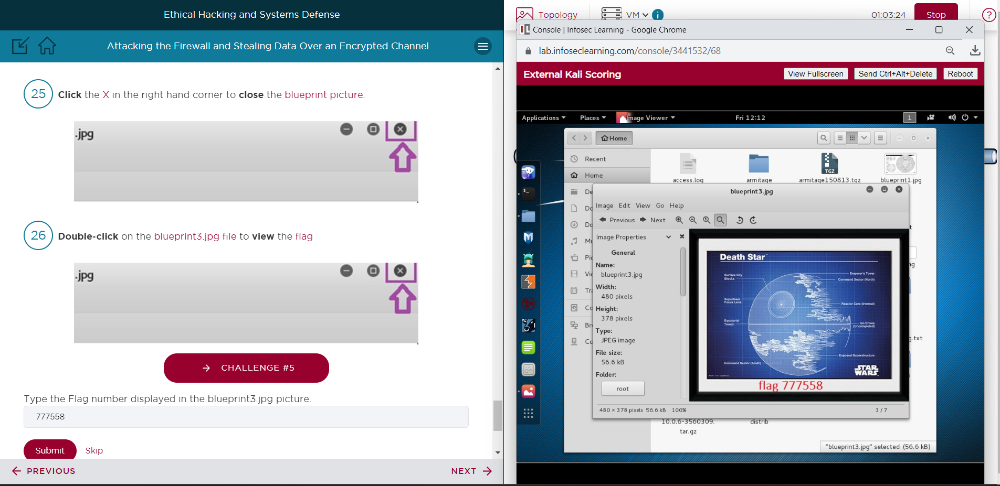 Ethical Hacking and Systems Defense
Attacking the Firewall and Stealing Data Over an Encrypted Channel
25 Click the X in the right hand corner to close the blueprint picture.
.jpg
26 Double-click on the blueprint3.jpg file to view the flag
.jpg
CHALLENGE #5
Type the Flag number displayed in the blueprint3.jpg picture.
777558
Submit Skip
PREVIOUS NEXT
Topology VM i 01:03:24 Stop ?
Console | Infosec Learning - Google Chrome
lab.infoseclearning.com/console/3441532/68
External Kali Scoring View Fullscreen Send Ctrl+Alt+Delete Reboot
Applications Places Image Viewer Fri 12:12 1
Home
Recent
Home
access.log armitage armitage150813.tgz blueprint1.jpg
TGZ
De
Do
Do
Mu
Pic
Vic
Tra
Co
Bro
Co
blueprint3.jpg
Image Edit View Go Help
Previous Next
Image Properties
General
Name:
blueprint3.jpg
Width:
480 pixels
Height:
378 pixels
Type:
JPEG image
File size:
56.6 kB
Folder:
root
Death Star
Surface City
Blocks
Superlaser
Focus Lens
Equatorial
Trench
Command Sector (South)
Emperor's Tower
Command Sector (North)
Reactor Core (Internal)
Ion Drives
(Uncompleted)
Exposed Superstructure
STAR
WARS
flag 777558
480 × 378 pixels 56.6 kB 100% 3 / 7
t
ng
g.txt
s
10.0.6-3560309.
tar.gz
distrib
"blueprint3.jpg" selected (56.6 kB)